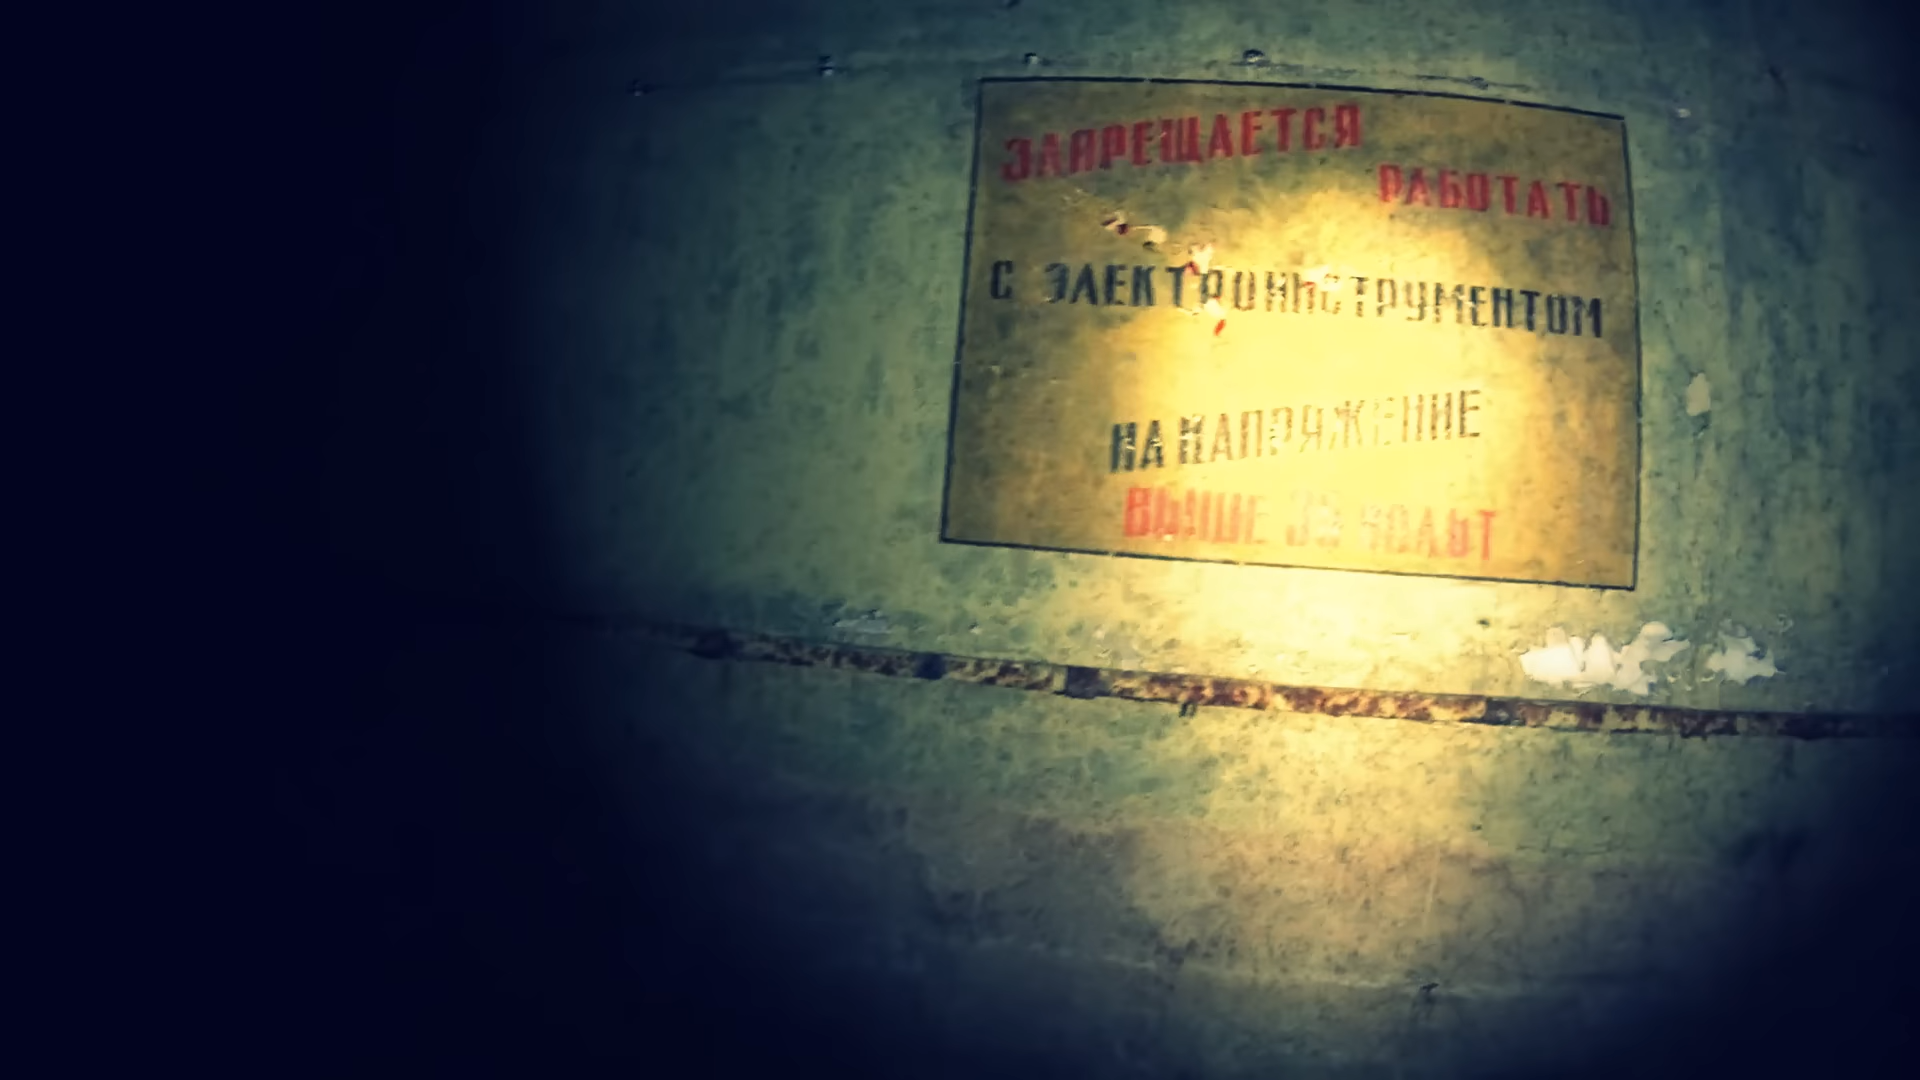 ЗАПРЕЩАЕТСЯ
РАБОТАТЬ
С ЭЛЕКТРОИНСТРУМЕНТОМ
НА НАПРЯЖЕНИЕ
ВЫШЕ ВОЛЬТ